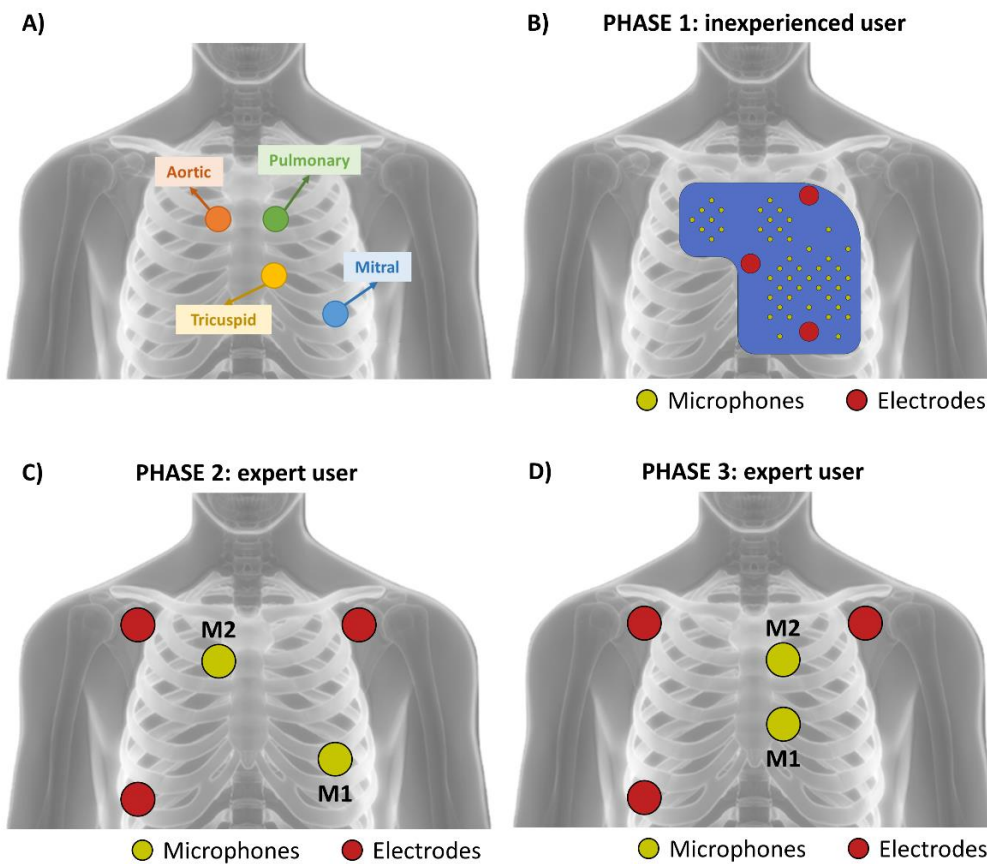 A)
Aortic
Pulmonary
Mitral
Tricuspid
B) PHASE 1: inexperienced user
Microphones Electrodes
C) PHASE 2: expert user
M2
M1
Microphones Electrodes
D) PHASE 3: expert user
M2
M1
Microphones Electrodes